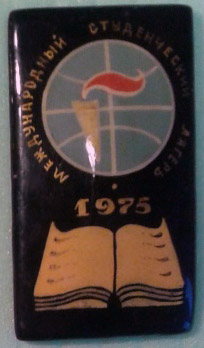 МЕЖДУНАРОДНЫЙ СТУДЕНЧЕСКИЙ ЛАГЕРЬ
1975